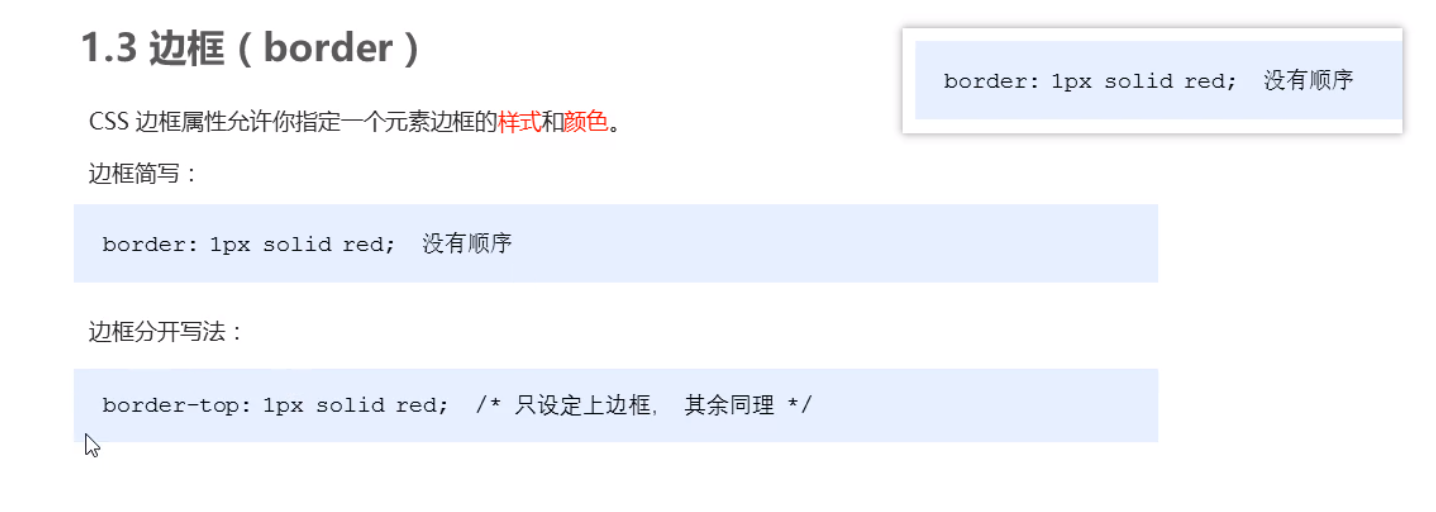 1.3 边框（border）
border: 1px solid red;  没有顺序
CSS 边框属性允许你指定一个元素边框的样式和颜色。
边框简写：
border: 1px solid red;  没有顺序
边框分开写法：
border-top: 1px solid red;  /* 只设定上边框， 其余同理 */